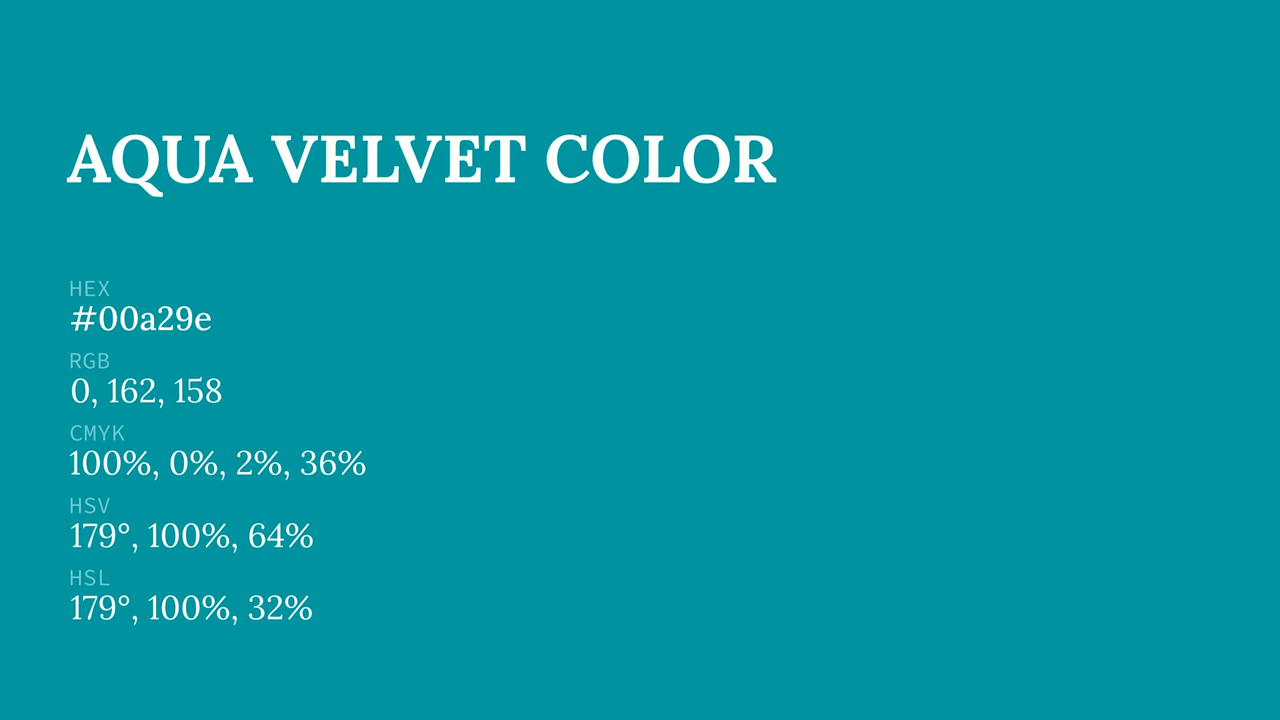 AQUA VELVET COLOR
HEX
#00a29e
RGB
0, 162, 158
CMYK
100%, 0%, 2%, 36%
HSV
179°, 100%, 64%
HSL
179°, 100%, 32%